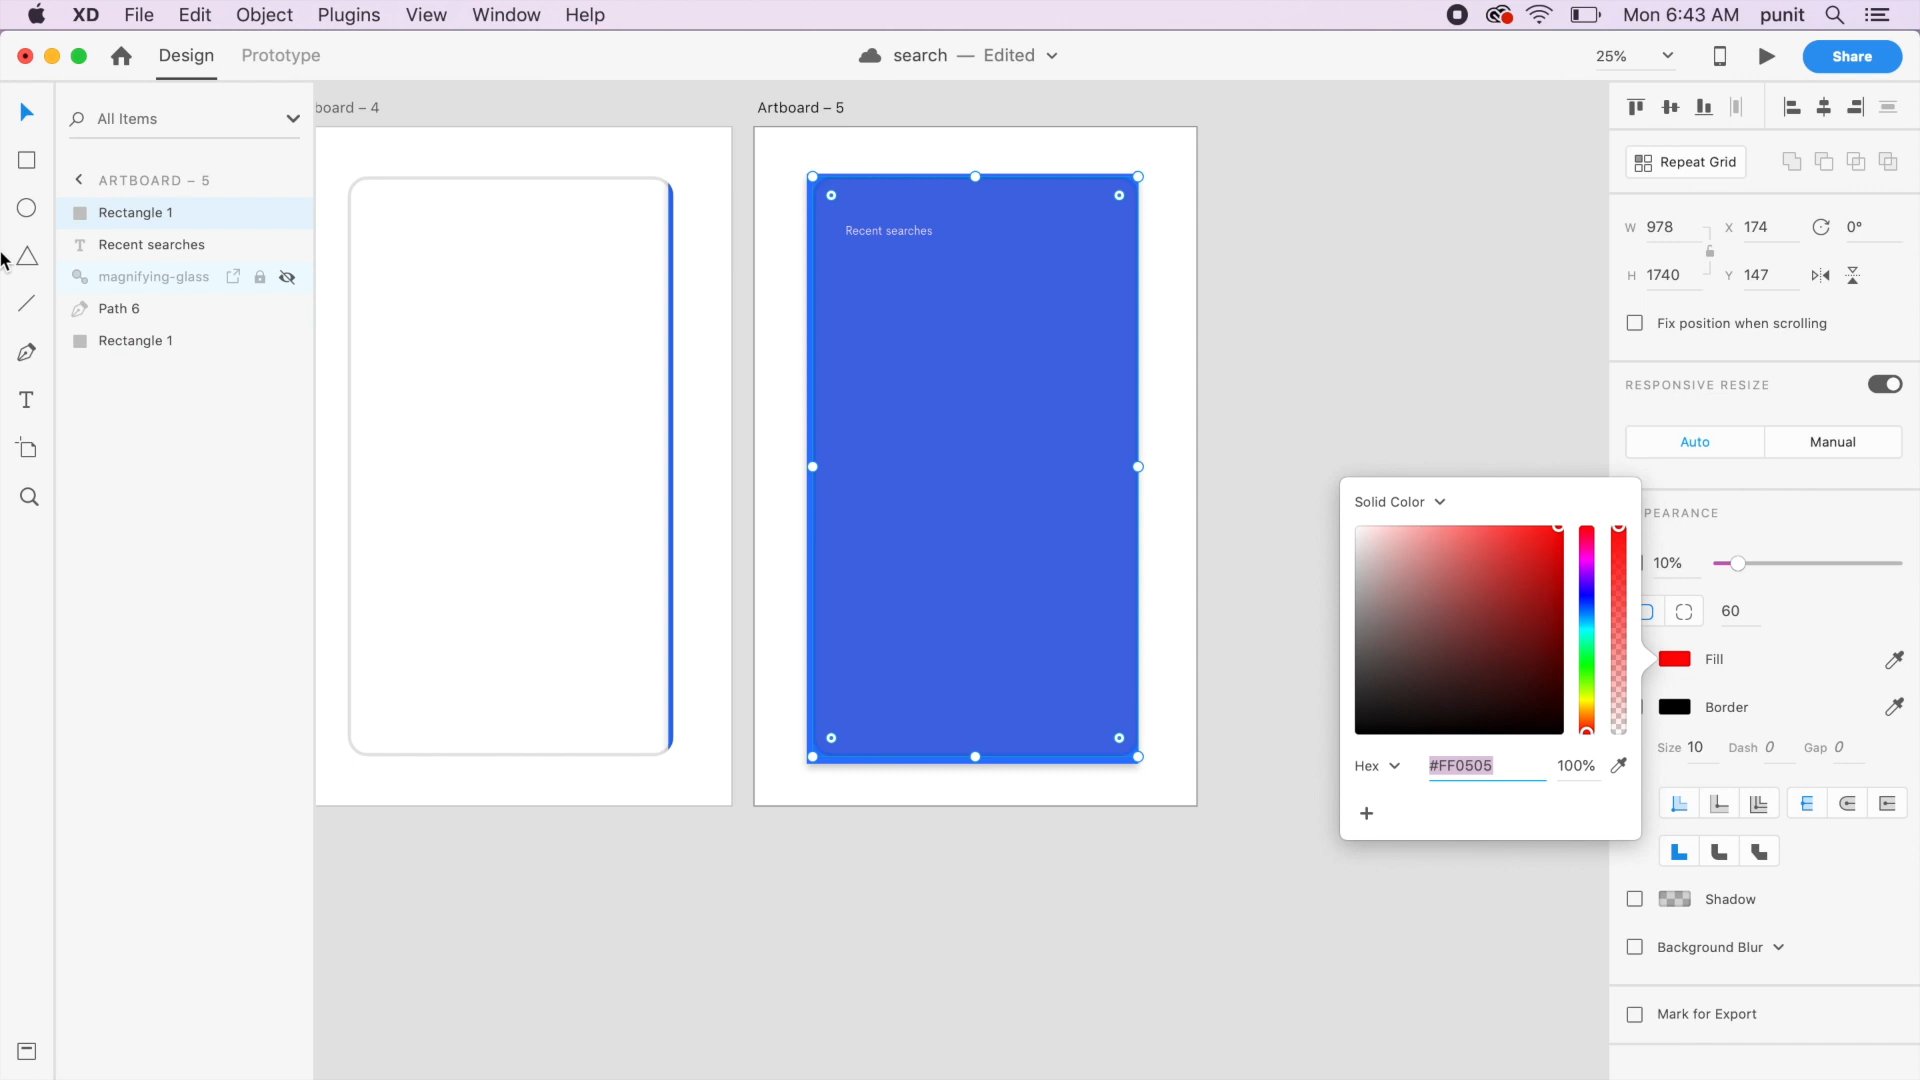 XD File Edit Object Plugins View Window Help
Mon 6:43 AM punit
Design Prototype
search — Edited
25%
Share
All Items
board – 4
Artboard – 5
ARTBOARD – 5
Rectangle 1
Recent searches
magnifying-glass
Path 6
Rectangle 1
Recent searches
Repeat Grid
W 978 X 174 0°
H 1740 Y 147
Fix position when scrolling
RESPONSIVE RESIZE
Auto Manual
Solid Color
PEARANCE
10%
60
Fill
Border
Size 10 Dash 0 Gap 0
Hex #FF0505 100%
Shadow
Background Blur
Mark for Export